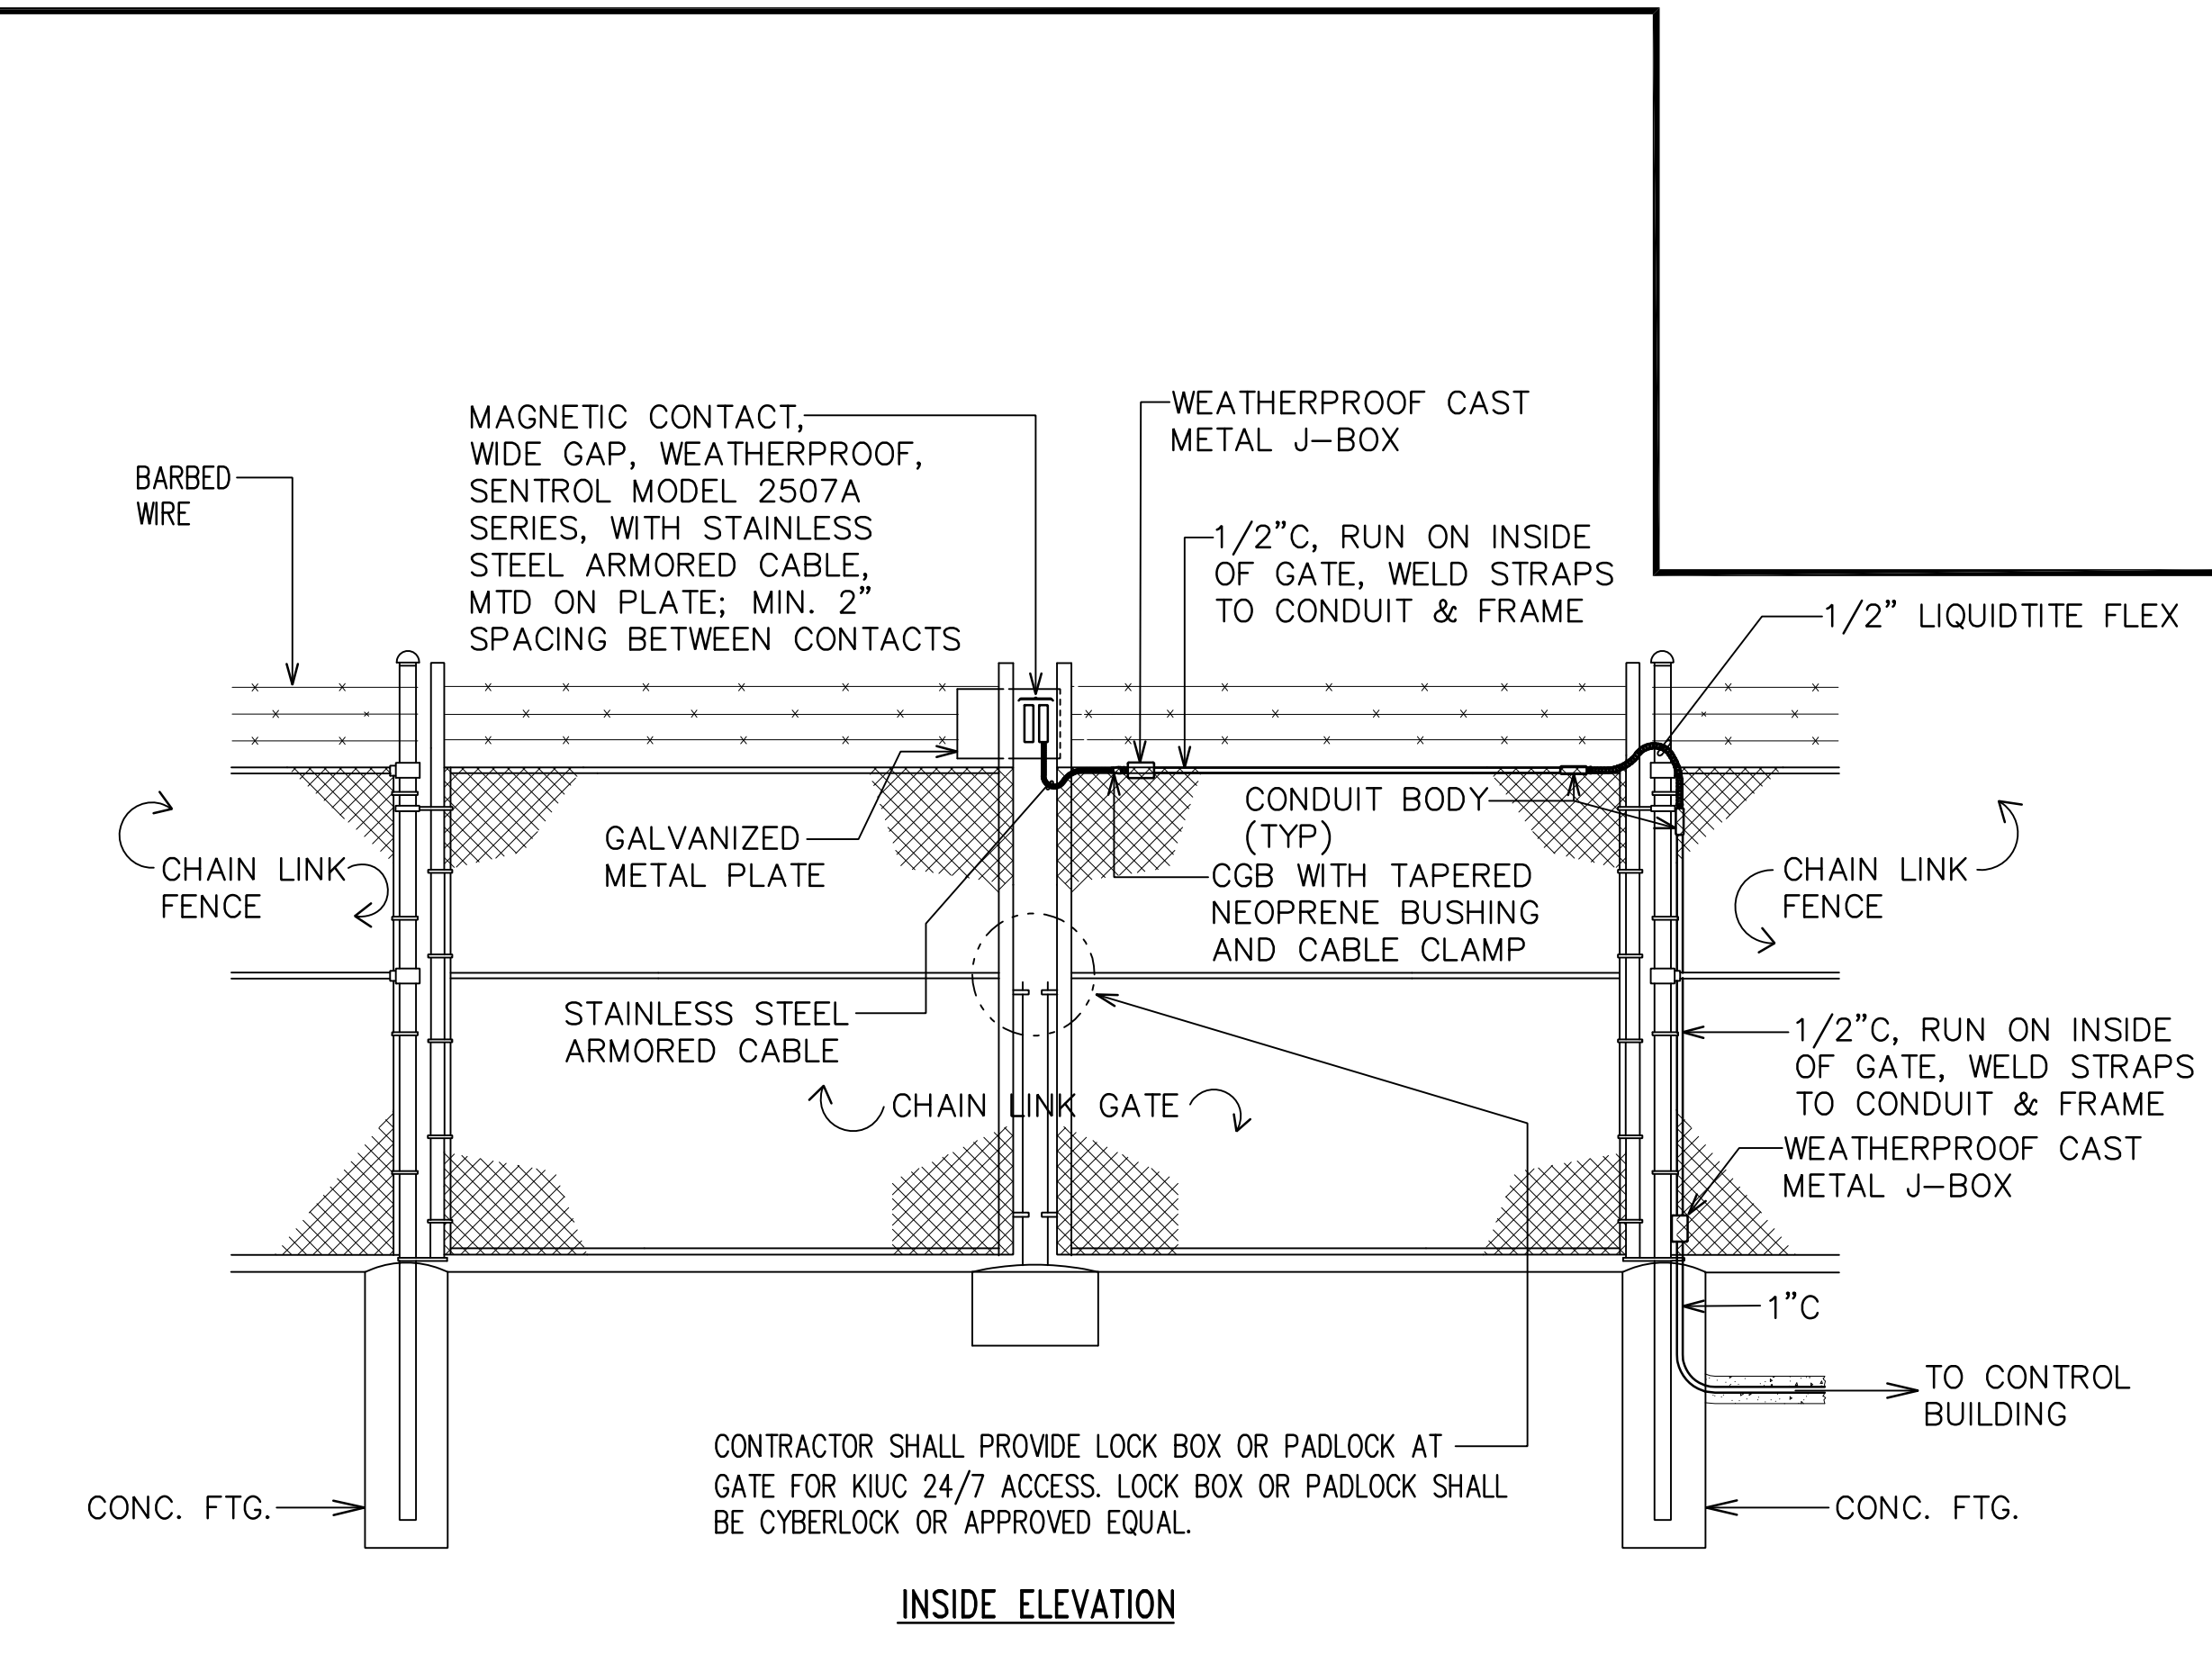 MAGNETIC CONTACT,
WIDE GAP, WEATHERPROOF,
SENTROL MODEL 2507A
SERIES, WITH STAINLESS
STEEL ARMORED CABLE,
MTD ON PLATE; MIN. 2"
SPACING BETWEEN CONTACTS
WEATHERPROOF CAST
METAL J-BOX
BARBED
WIRE
1/2"C, RUN ON INSIDE
OF GATE, WELD STRAPS
TO CONDUIT & FRAME
1/2" LIQUIDTITE FLEX
GALVANIZED
METAL PLATE
CONDUIT BODY
(TYP)
CGB WITH TAPERED
NEOPRENE BUSHING
AND CABLE CLAMP
CHAIN LINK
FENCE
CHAIN LINK
FENCE
STAINLESS STEEL
ARMORED CABLE
1/2"C, RUN ON INSIDE
OF GATE, WELD STRAPS
TO CONDUIT & FRAME
CHAIN LINK GATE
WEATHERPROOF CAST
METAL J-BOX
1"C
TO CONTROL
BUILDING
CONTRACTOR SHALL PROVIDE LOCK BOX OR PADLOCK AT
GATE FOR KIUC 24/7 ACCESS. LOCK BOX OR PADLOCK SHALL
BE CYBERLOCK OR APPROVED EQUAL.
CONC. FTG.
CONC. FTG.
INSIDE ELEVATION